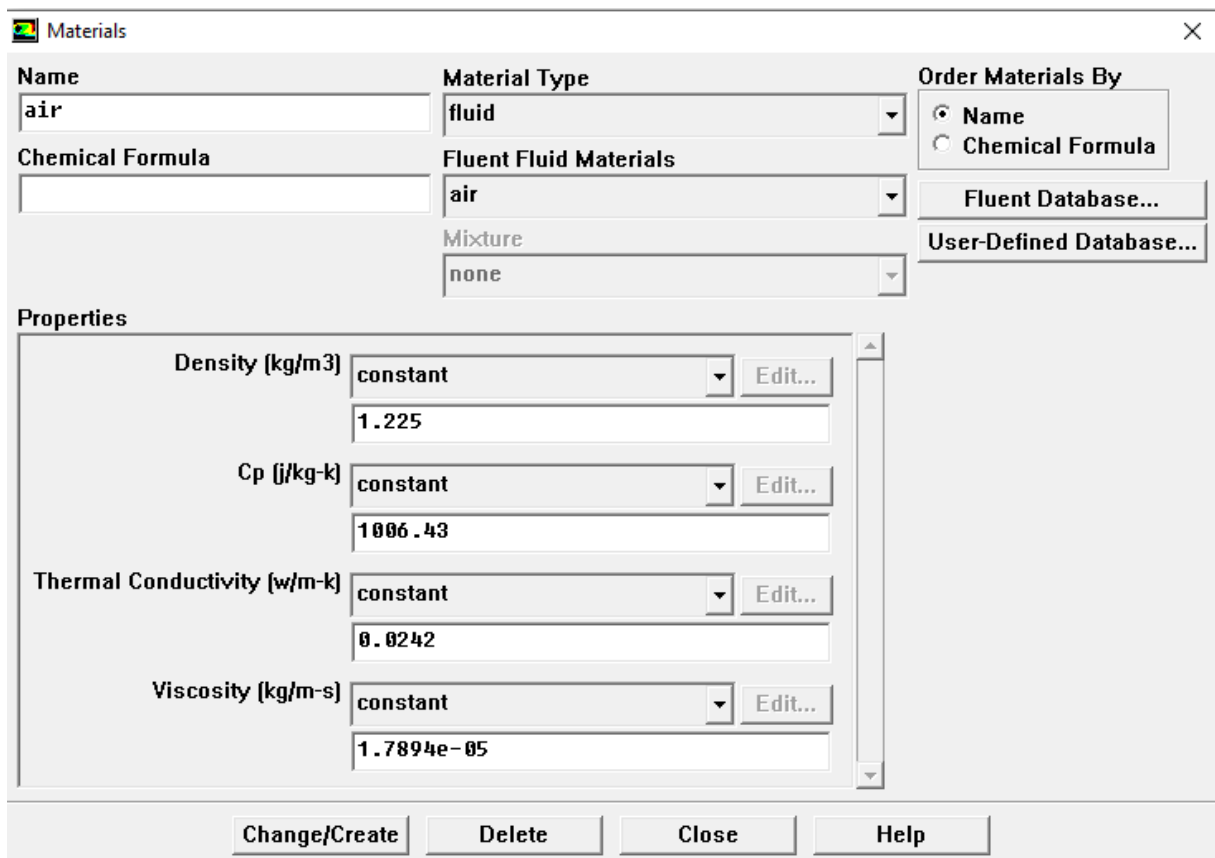 Materials
Name
air
Chemical Formula
Material Type
fluid
Fluent Fluid Materials
air
Mixture
none
Order Materials By
Name
Chemical Formula
Fluent Database...
User-Defined Database...
Properties
Density (kg/m3) constant Edit...
1.225
Cp (j/kg-k) constant Edit...
1006.43
Thermal Conductivity (w/m-k) constant Edit...
0.0242
Viscosity (kg/m-s) constant Edit...
1.7894e-05
Change/Create Delete Close Help